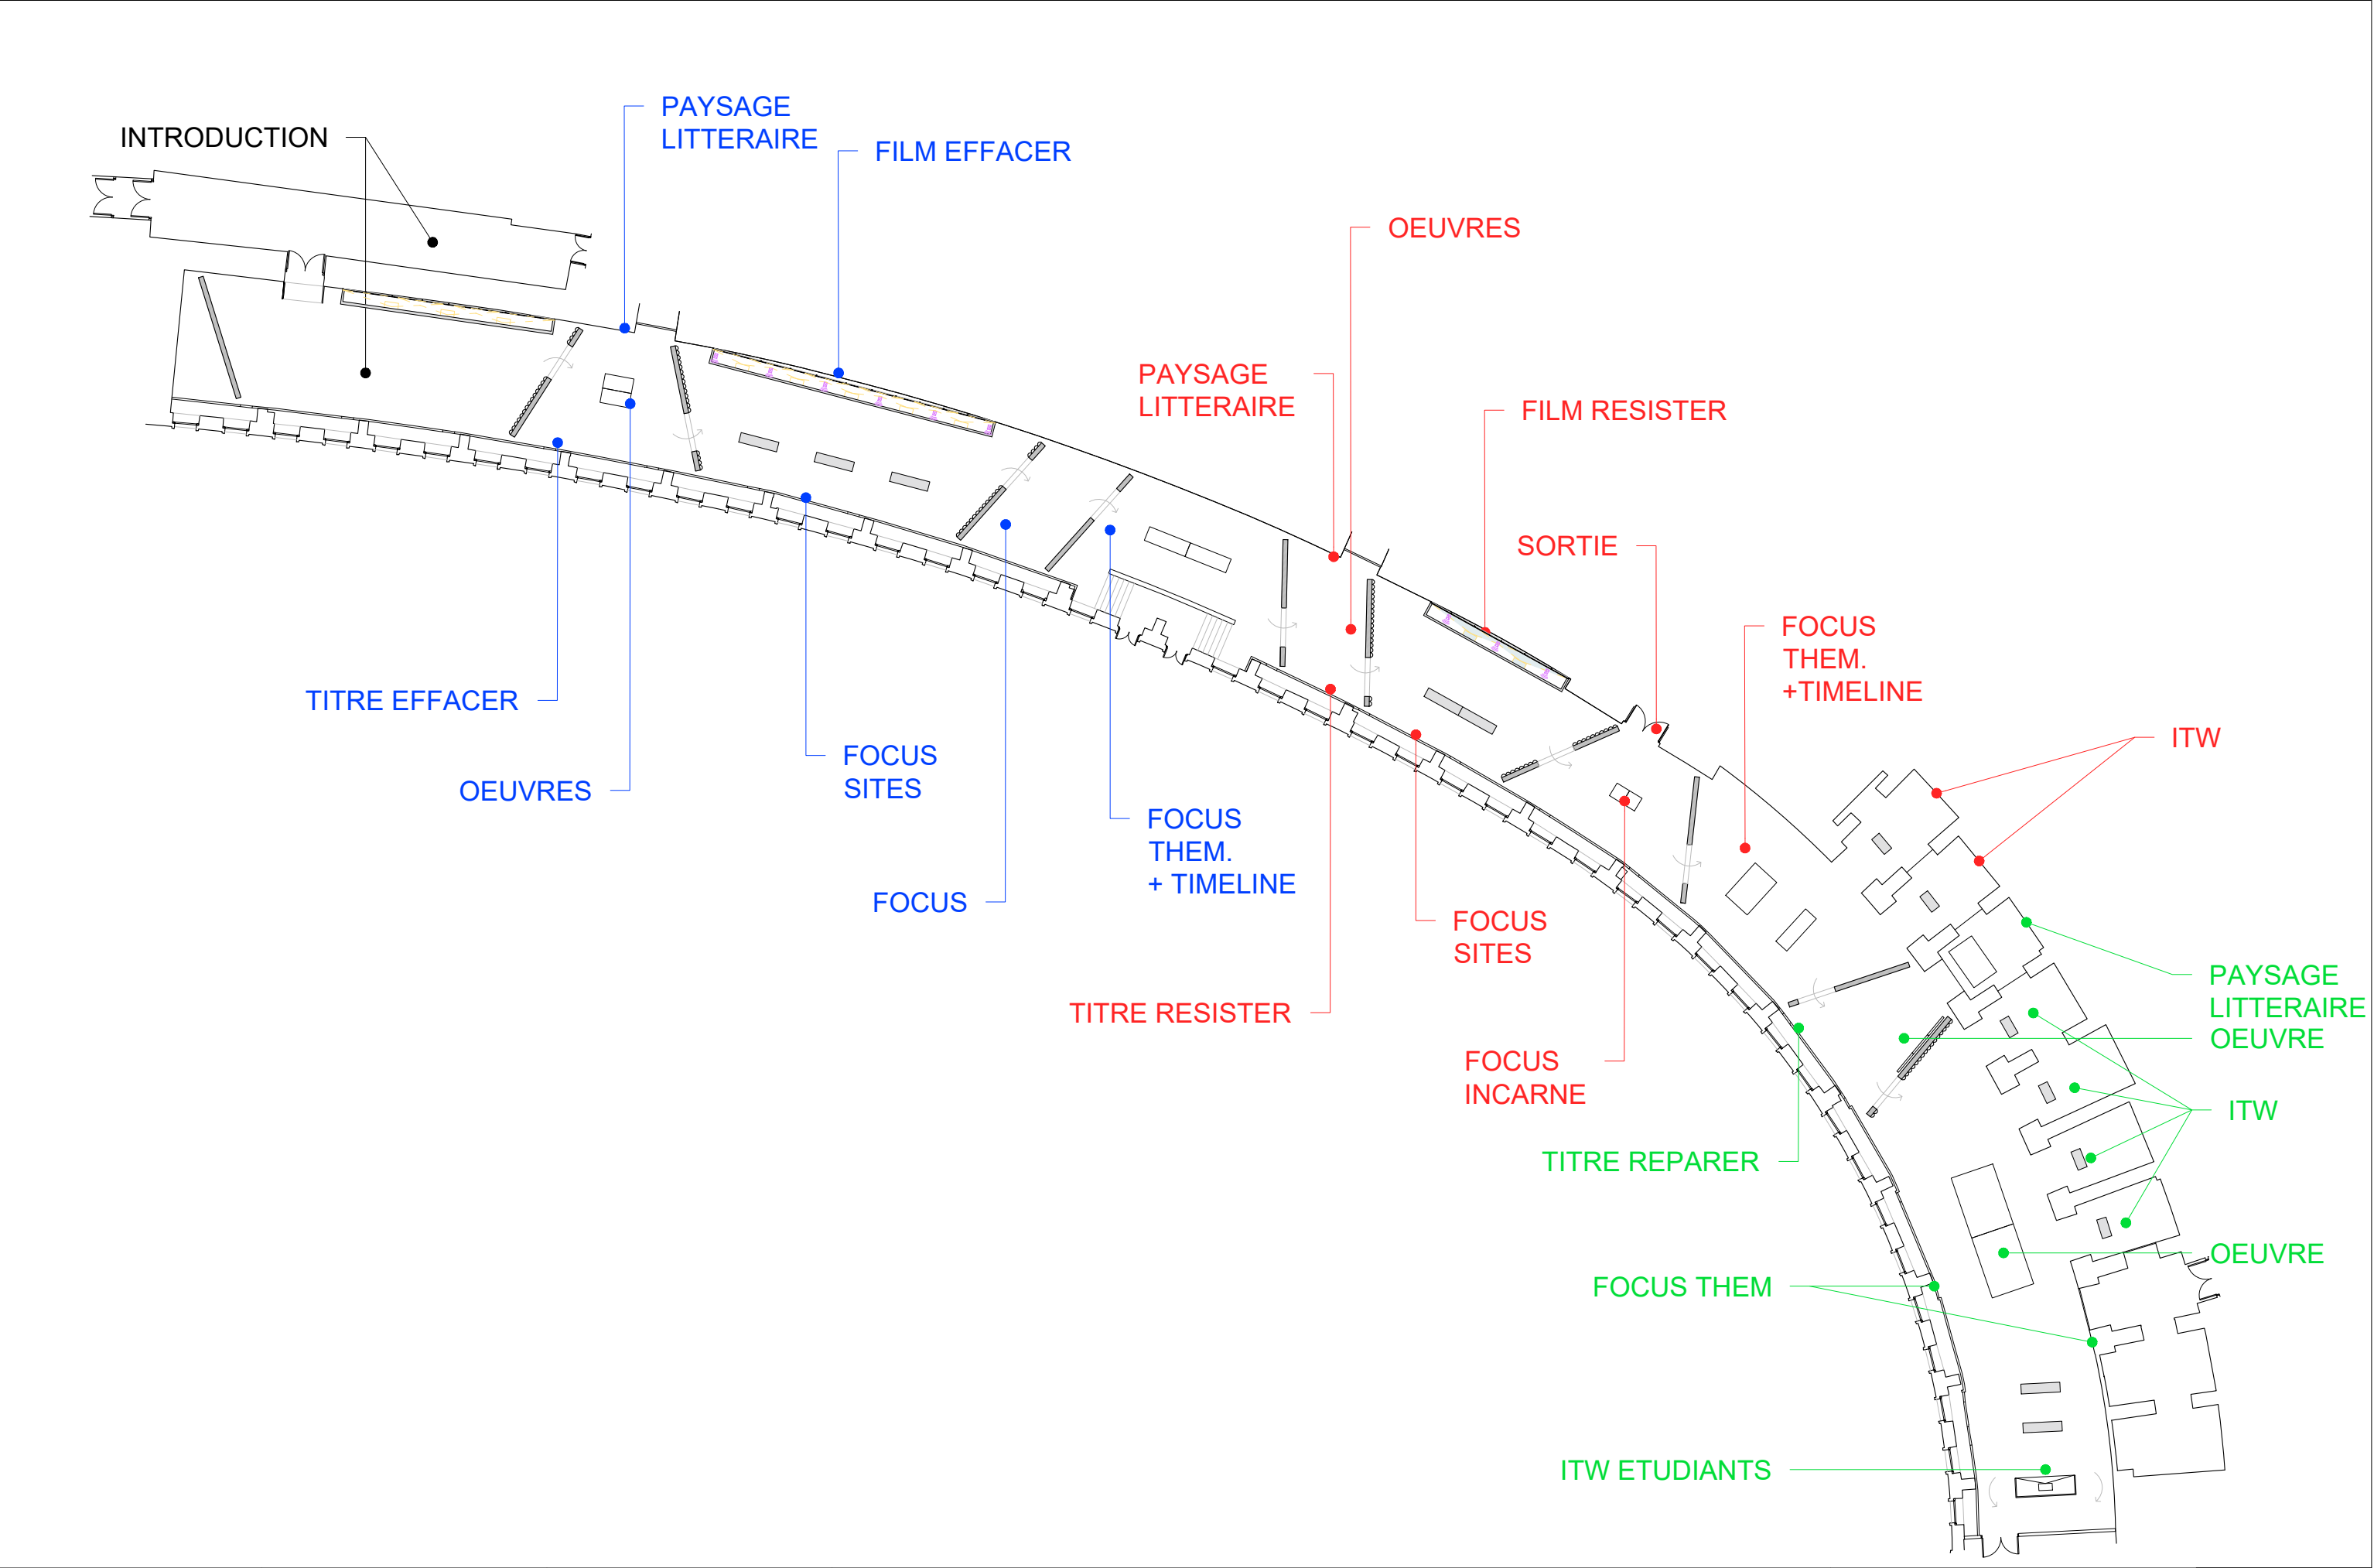 PAYSAGE
LITTERAIRE
INTRODUCTION
FILM EFFACER
OEUVRES
PAYSAGE
LITTERAIRE
FILM RESISTER
SORTIE
FOCUS
THEM.
+TIMELINE
ITW
TITRE EFFACER
OEUVRES
FOCUS
SITES
FOCUS
THEM.
+ TIMELINE
FOCUS
FOCUS
SITES
TITRE RESISTER
FOCUS
INCARNE
PAYSAGE
LITTERAIRE
OEUVRE
ITW
TITRE REPARER
OEUVRE
FOCUS THEM
ITW ETUDIANTS